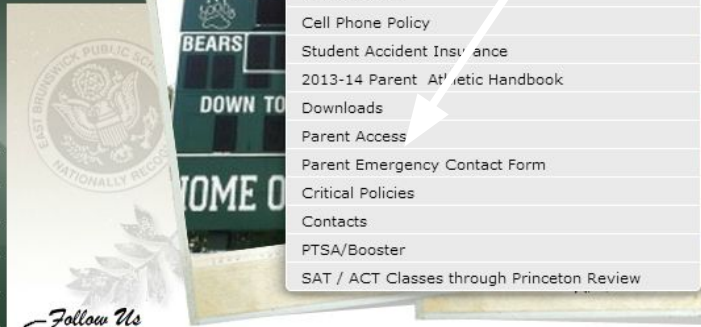 Cell Phone Policy
BEARS
Student Accident Insurance
2013-14 Parent Athletic Handbook
DOWN TO
Downloads
Parent Access
Parent Emergency Contact Form
HOME O
Critical Policies
Contacts
PTSA/Booster
SAT / ACT Classes through Princeton Review
EAST BRUNSWICK PUBLIC SC
NATIONALLY RECO
Follow Us